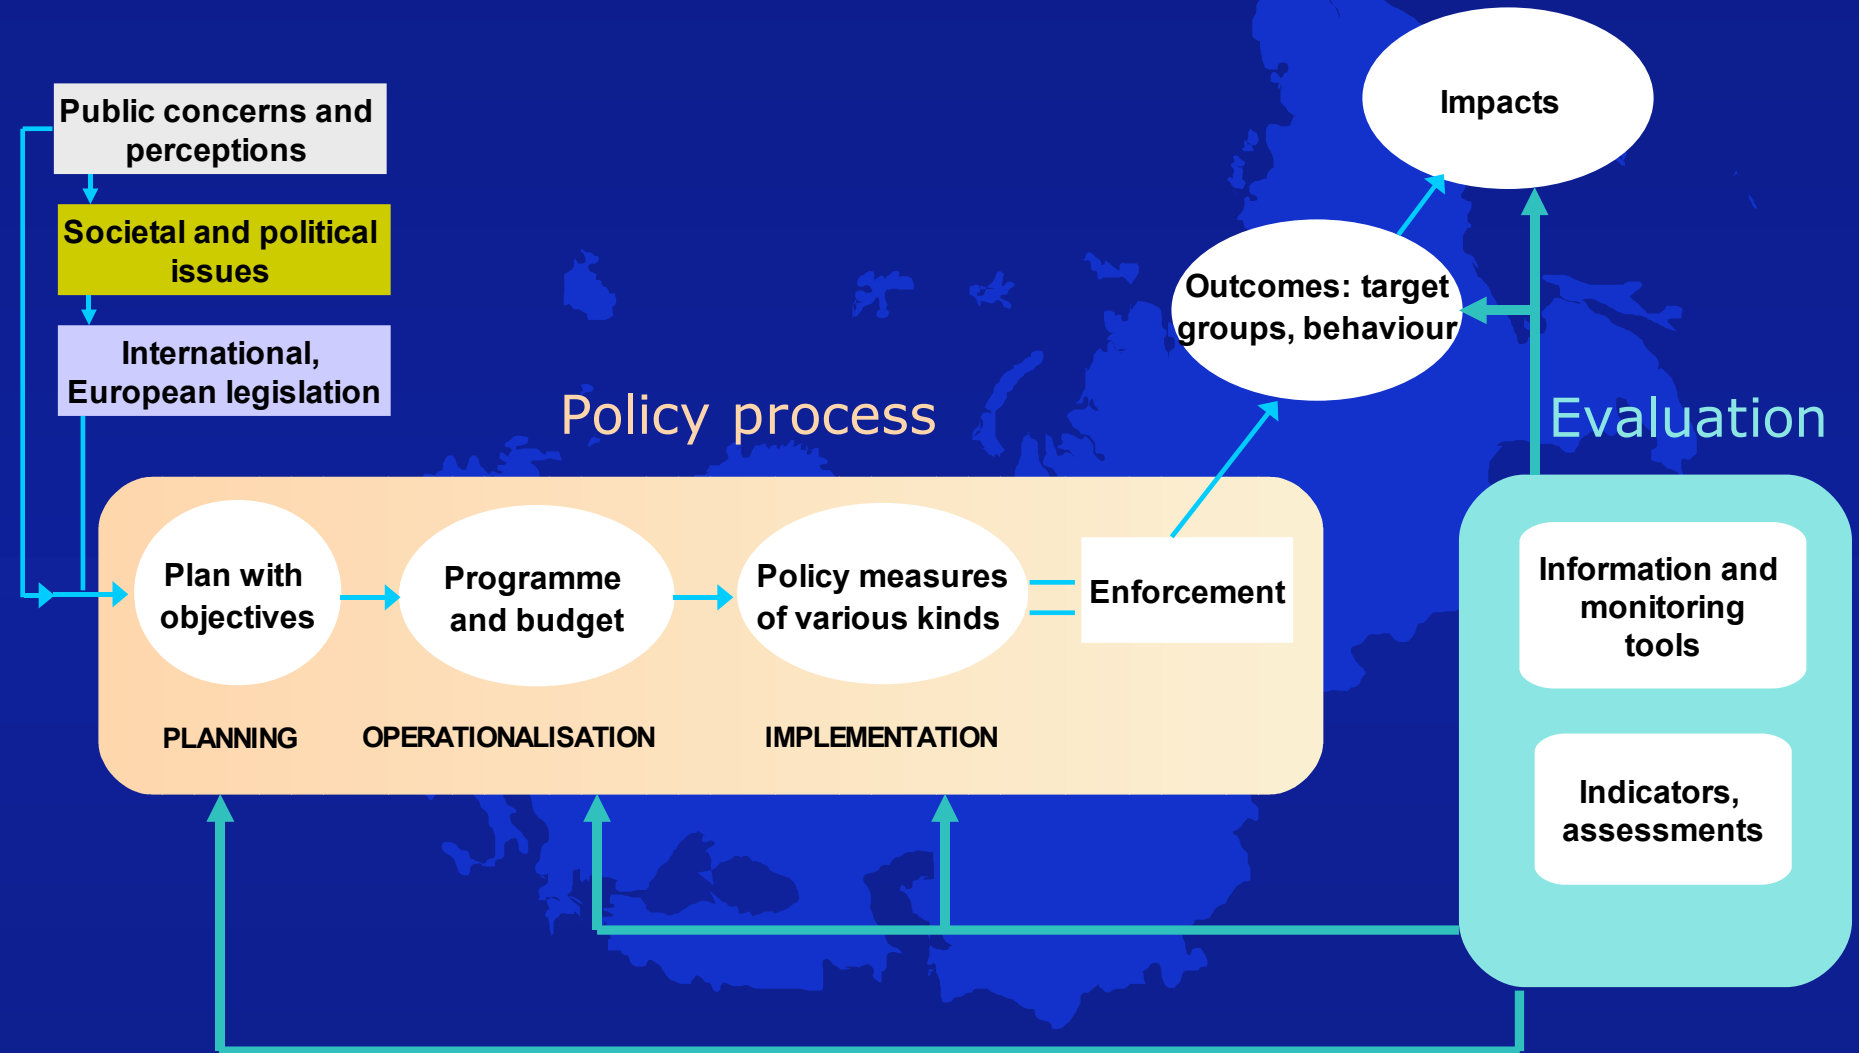 Public concerns and
perceptions
Societal and political
issues
International,
European legislation
Impacts
Outcomes: target
groups, behaviour
Policy process
Evaluation
Plan with
objectives
Programme
and budget
Policy measures
of various kinds
Enforcement
PLANNING
OPERATIONALISATION
IMPLEMENTATION
Information and
monitoring
tools
Indicators,
assessments